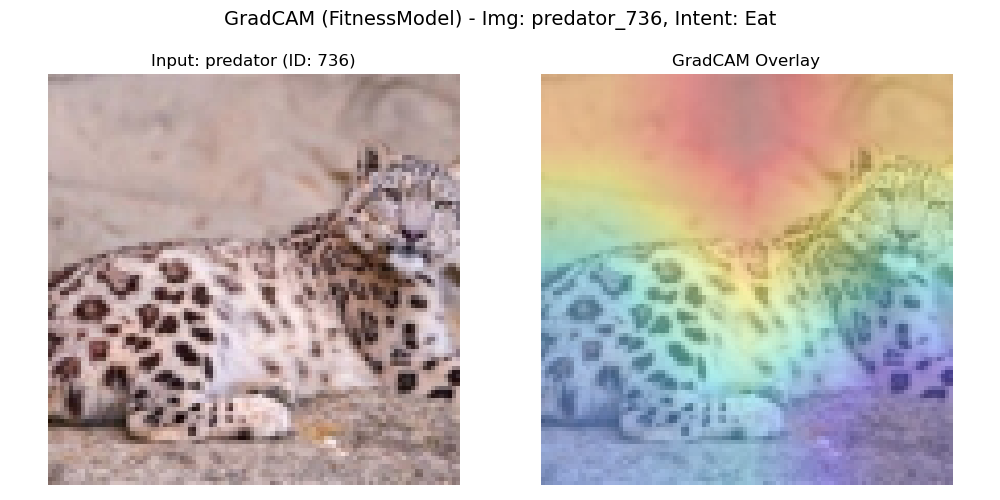 GradCAM (FitnessModel) - Img: predator_736, Intent: Eat
Input: predator (ID: 736)
GradCAM Overlay